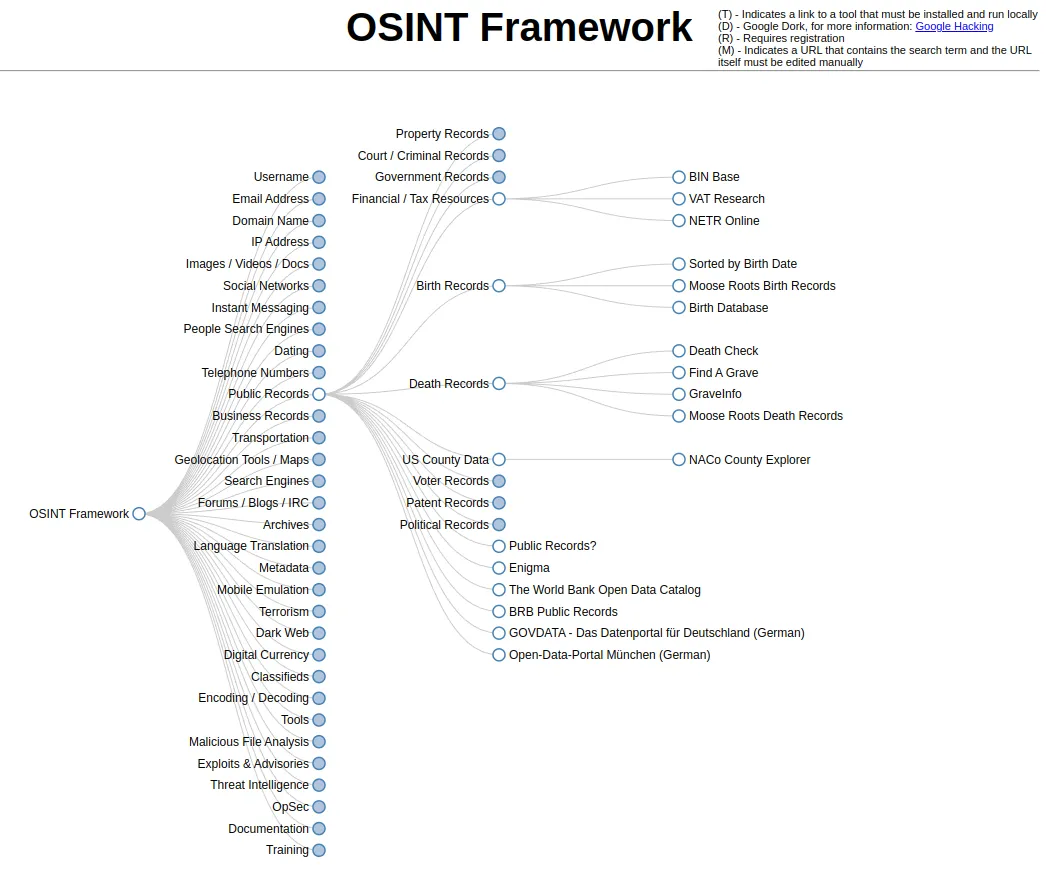 OSINT Framework
(T) - Indicates a link to a tool that must be installed and run locally
(D) - Google Dork, for more information: Google Hacking
(R) - Requires registration
(M) - Indicates a URL that contains the search term and the URL
itself must be edited manually
OSINT Framework
Username
Email Address
Domain Name
IP Address
Images / Videos / Docs
Social Networks
Instant Messaging
People Search Engines
Dating
Telephone Numbers
Public Records
Business Records
Transportation
Geolocation Tools / Maps
Search Engines
Forums / Blogs / IRC
Archives
Language Translation
Metadata
Mobile Emulation
Terrorism
Dark Web
Digital Currency
Classifieds
Encoding / Decoding
Tools
Malicious File Analysis
Exploits & Advisories
Threat Intelligence
OpSec
Documentation
Training
Property Records
Court / Criminal Records
Government Records
Financial / Tax Resources
Birth Records
Death Records
US County Data
Voter Records
Patent Records
Political Records
Public Records?
Enigma
The World Bank Open Data Catalog
BRB Public Records
GOVDATA - Das Datenportal für Deutschland (German)
Open-Data-Portal München (German)
BIN Base
VAT Research
NETR Online
Sorted by Birth Date
Moose Roots Birth Records
Birth Database
Death Check
Find A Grave
GraveInfo
Moose Roots Death Records
NACo County Explorer